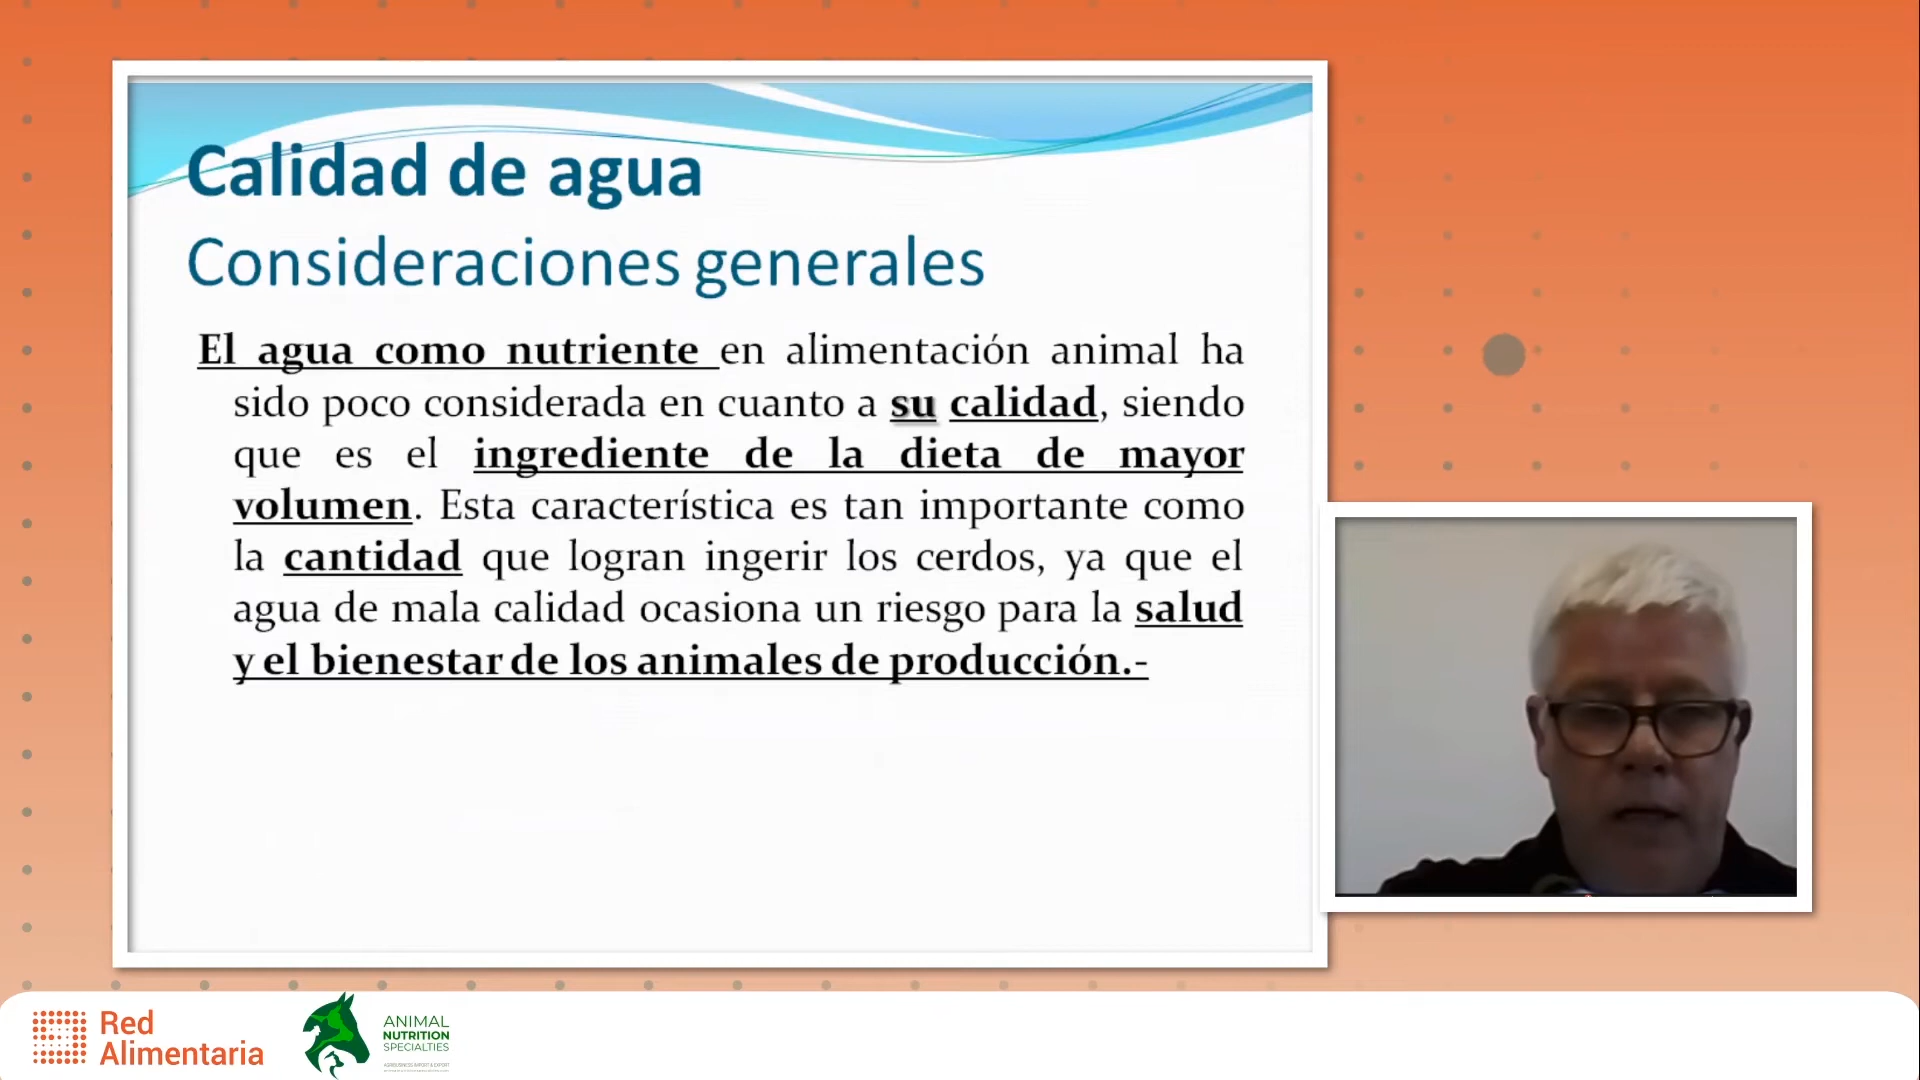 Calidad de agua
Consideraciones generales
El agua como nutriente en alimentación animal ha
sido poco considerada en cuanto a su calidad, siendo
que es el ingrediente de la dieta de mayor
volumen. Esta característica es tan importante como
la cantidad que logran ingerir los cerdos, ya que el
agua de mala calidad ocasiona un riesgo para la salud
y el bienestar de los animales de producción.-
Red
Alimentaria
ANIMAL
NUTRITION
SPECIALTIES